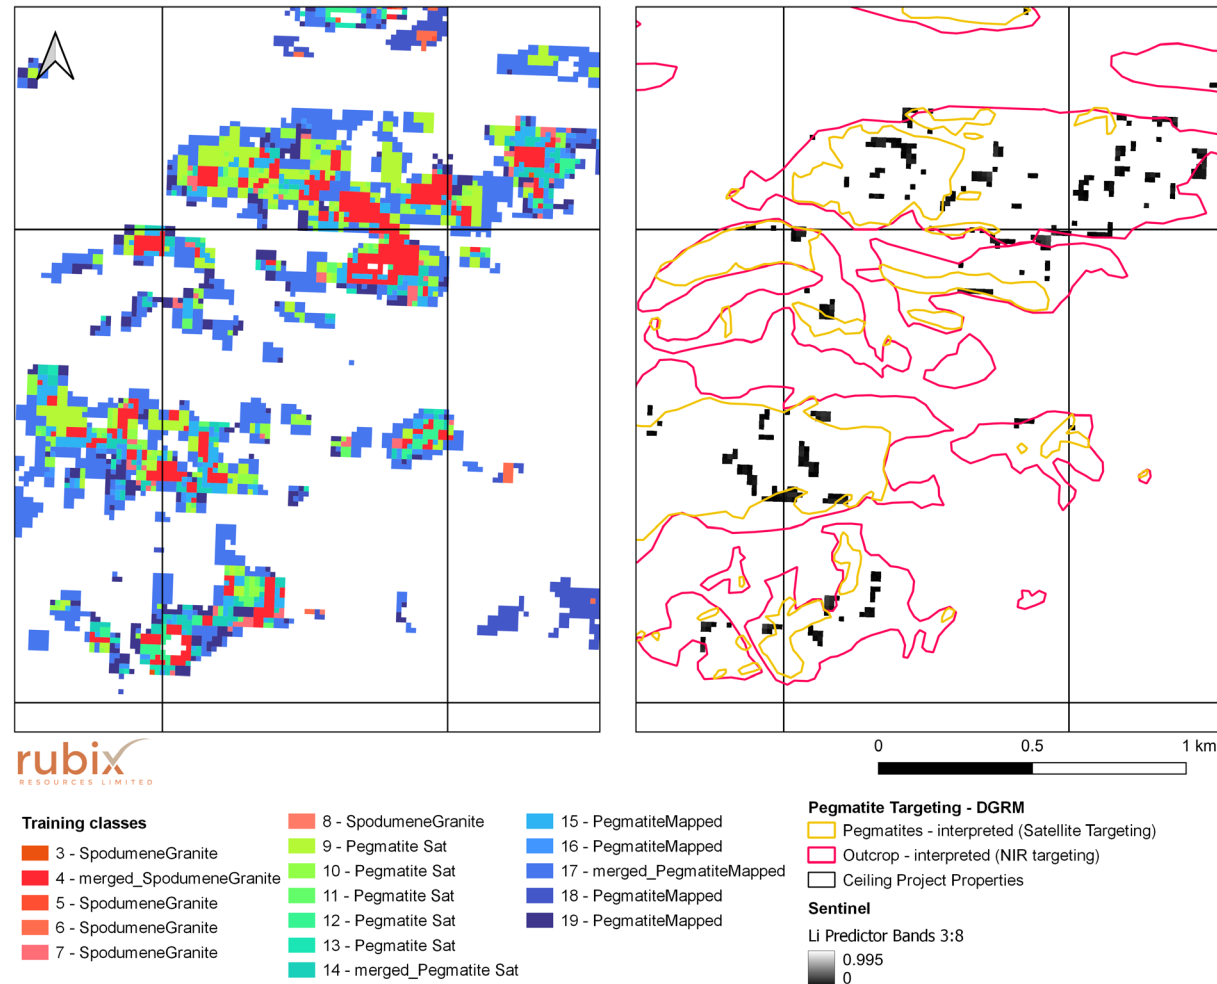 rubix
RESOURCES LIMITED
0 0.5 1 km
Training classes
3 - SpodumeneGranite
4 - merged_SpodumeneGranite
5 - SpodumeneGranite
6 - SpodumeneGranite
7 - SpodumeneGranite
8 - SpodumeneGranite
9 - Pegmatite Sat
10 - Pegmatite Sat
11 - Pegmatite Sat
12 - Pegmatite Sat
13 - Pegmatite Sat
14 - merged_Pegmatite Sat
15 - PegmatiteMapped
16 - PegmatiteMapped
17 - merged_PegmatiteMapped
18 - PegmatiteMapped
19 - PegmatiteMapped
Pegmatite Targeting - DGRM
Pegmatites - interpreted (Satellite Targeting)
Outcrop - interpreted (NIR targeting)
Ceiling Project Properties
Sentinel
Li Predictor Bands 3:8
0.995
0